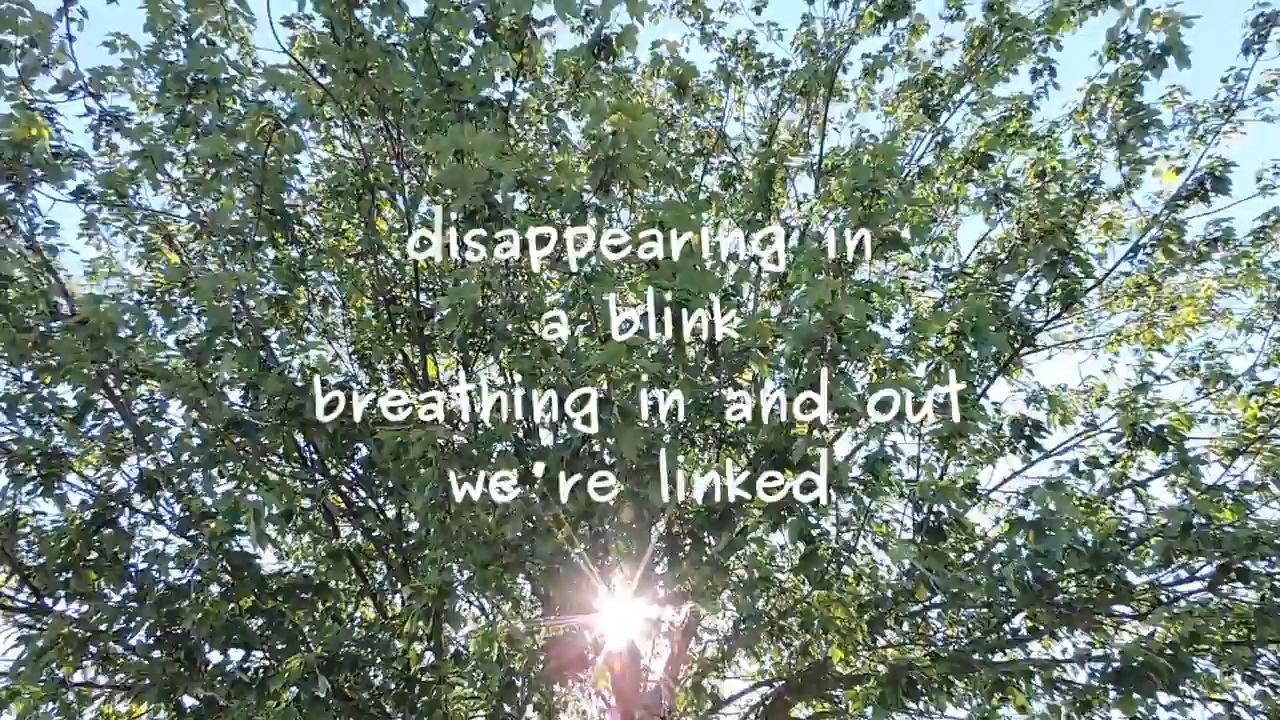 disappearing in
a blink
breathing in and out
we're linked